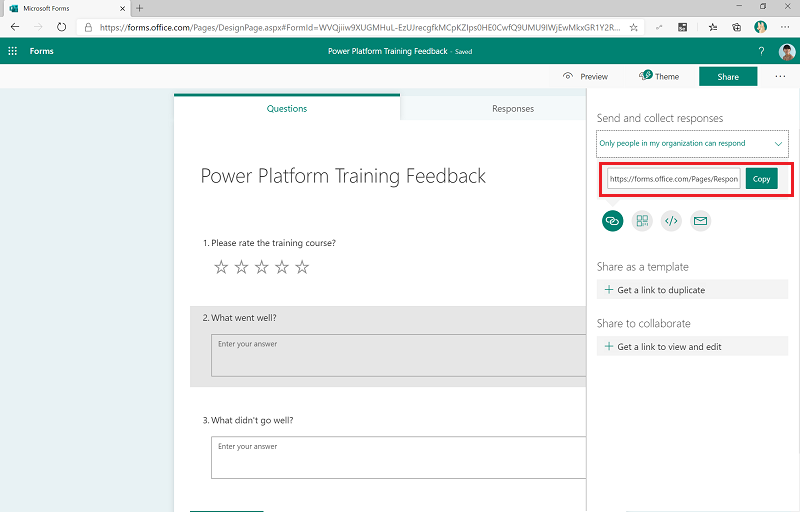 Microsoft Forms
https://forms.office.com/Pages/DesignPage.aspx#FormId=WVQjiiw9XUGMHuL-EzUJrecgfkMCpKZIps0HE0CwfQ9UMU9IWjEwMkxGR1Y2R...
Forms
Power Platform Training Feedback - Saved
?
Preview
Theme
Share
Questions
Responses
Power Platform Training Feedback
1. Please rate the training course?
2. What went well?
Enter your answer
3. What didn't go well?
Enter your answer
Send and collect responses
Only people in my organization can respond
https://forms.office.com/Pages/Respon
Copy
Share as a template
Get a link to duplicate
Share to collaborate
Get a link to view and edit